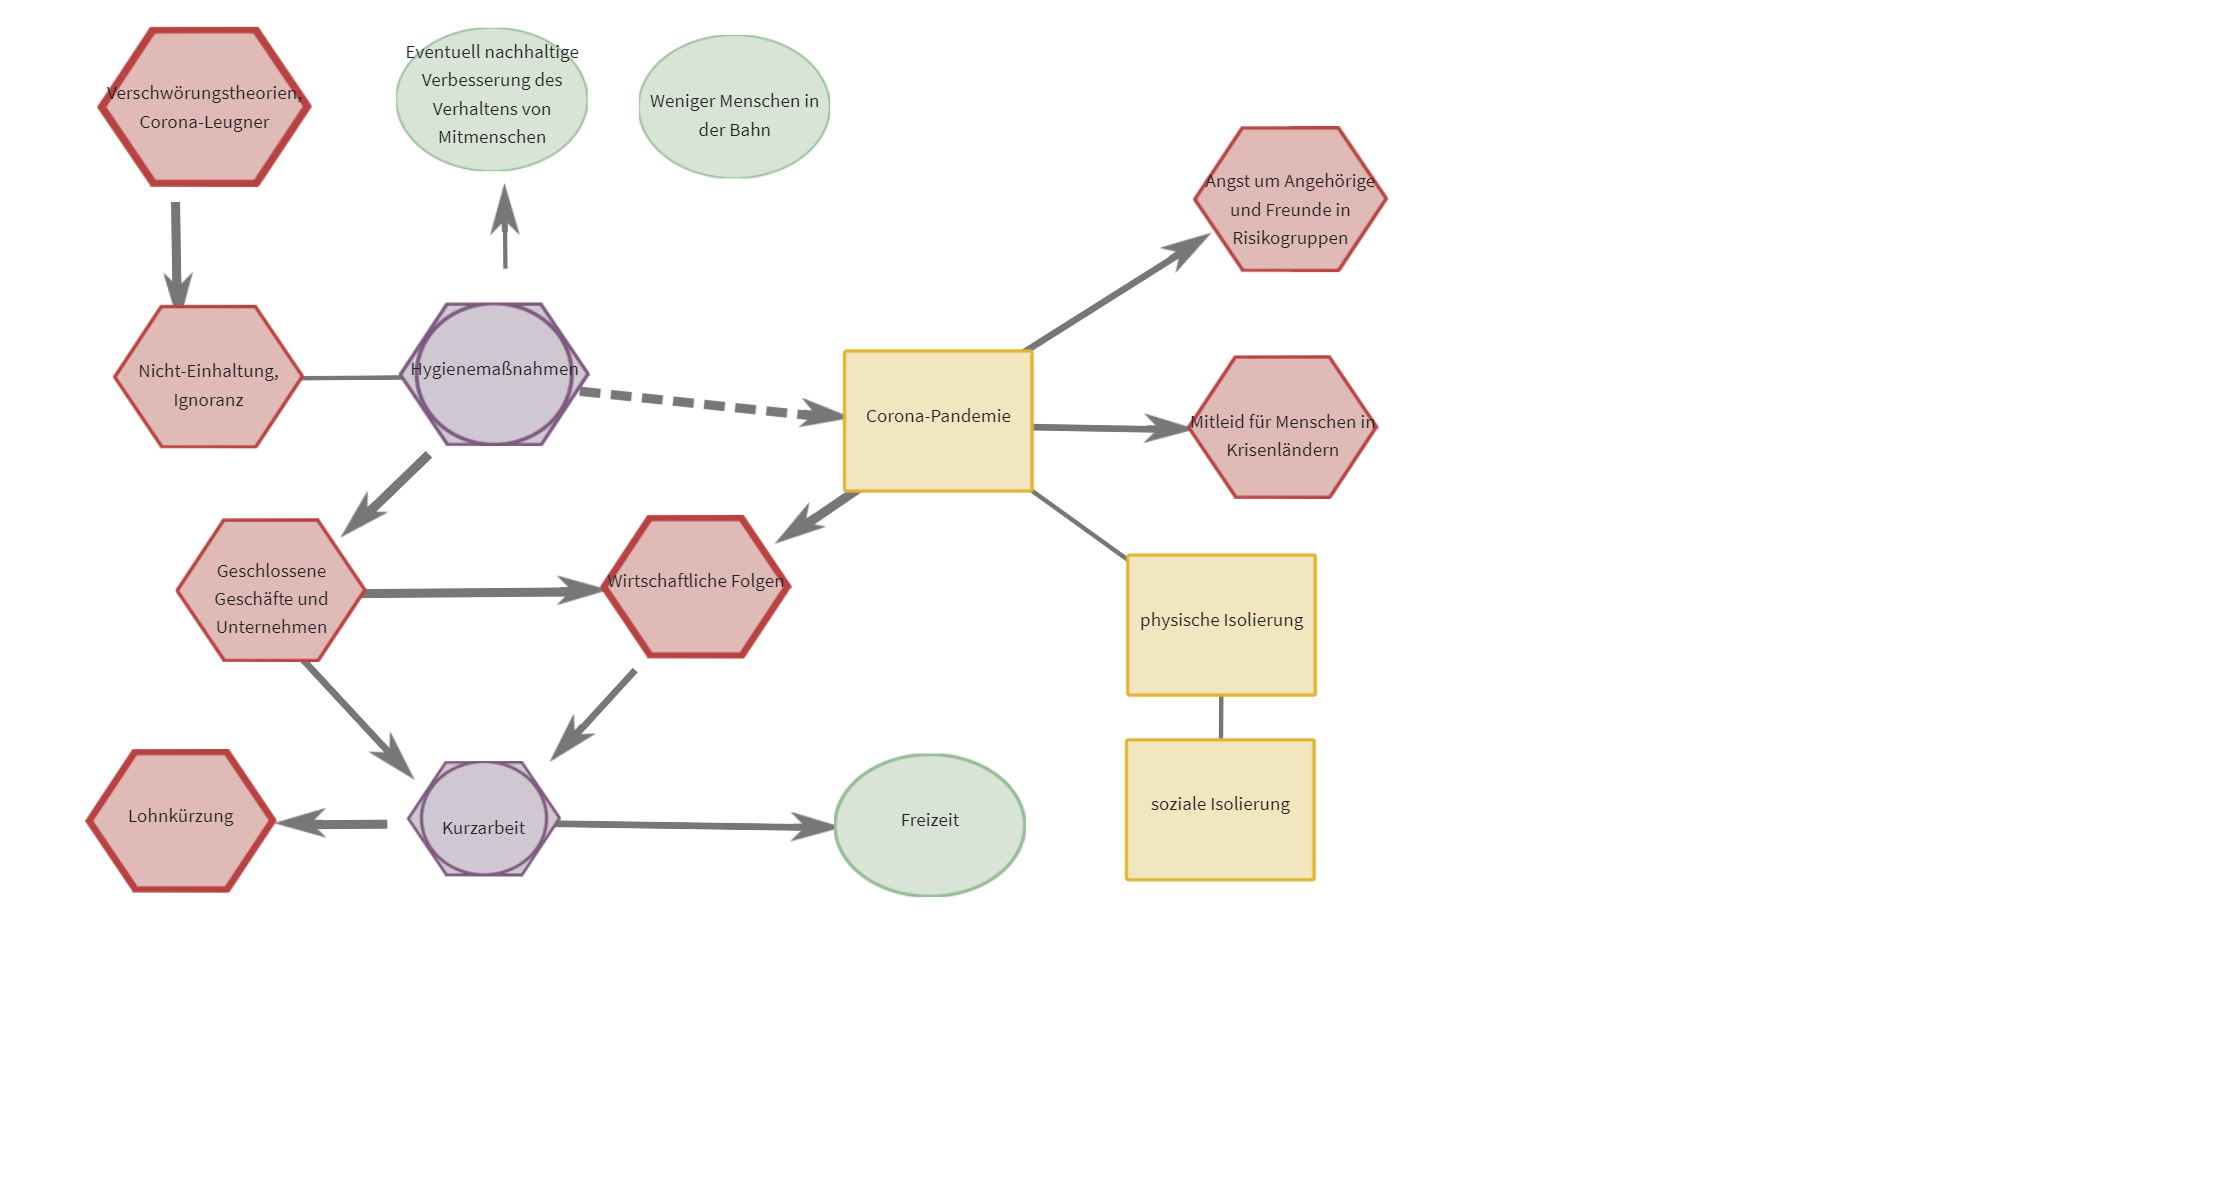 Verschwörungstheorien,
Corona-Leugner
Eventuell nachhaltige
Verbesserung des
Verhaltens von
Mitmenschen
Weniger Menschen in
der Bahn
Angst um Angehörige
und Freunde in
Risikogruppen
Nicht-Einhaltung,
Ignoranz
Hygienemaßnahmen
Corona-Pandemie
Mitleid für Menschen in
Krisenländern
Geschlossene
Geschäfte und
Unternehmen
Wirtschaftliche Folgen
physische Isolierung
Lohnkürzung
Kurzarbeit
Freizeit
soziale Isolierung